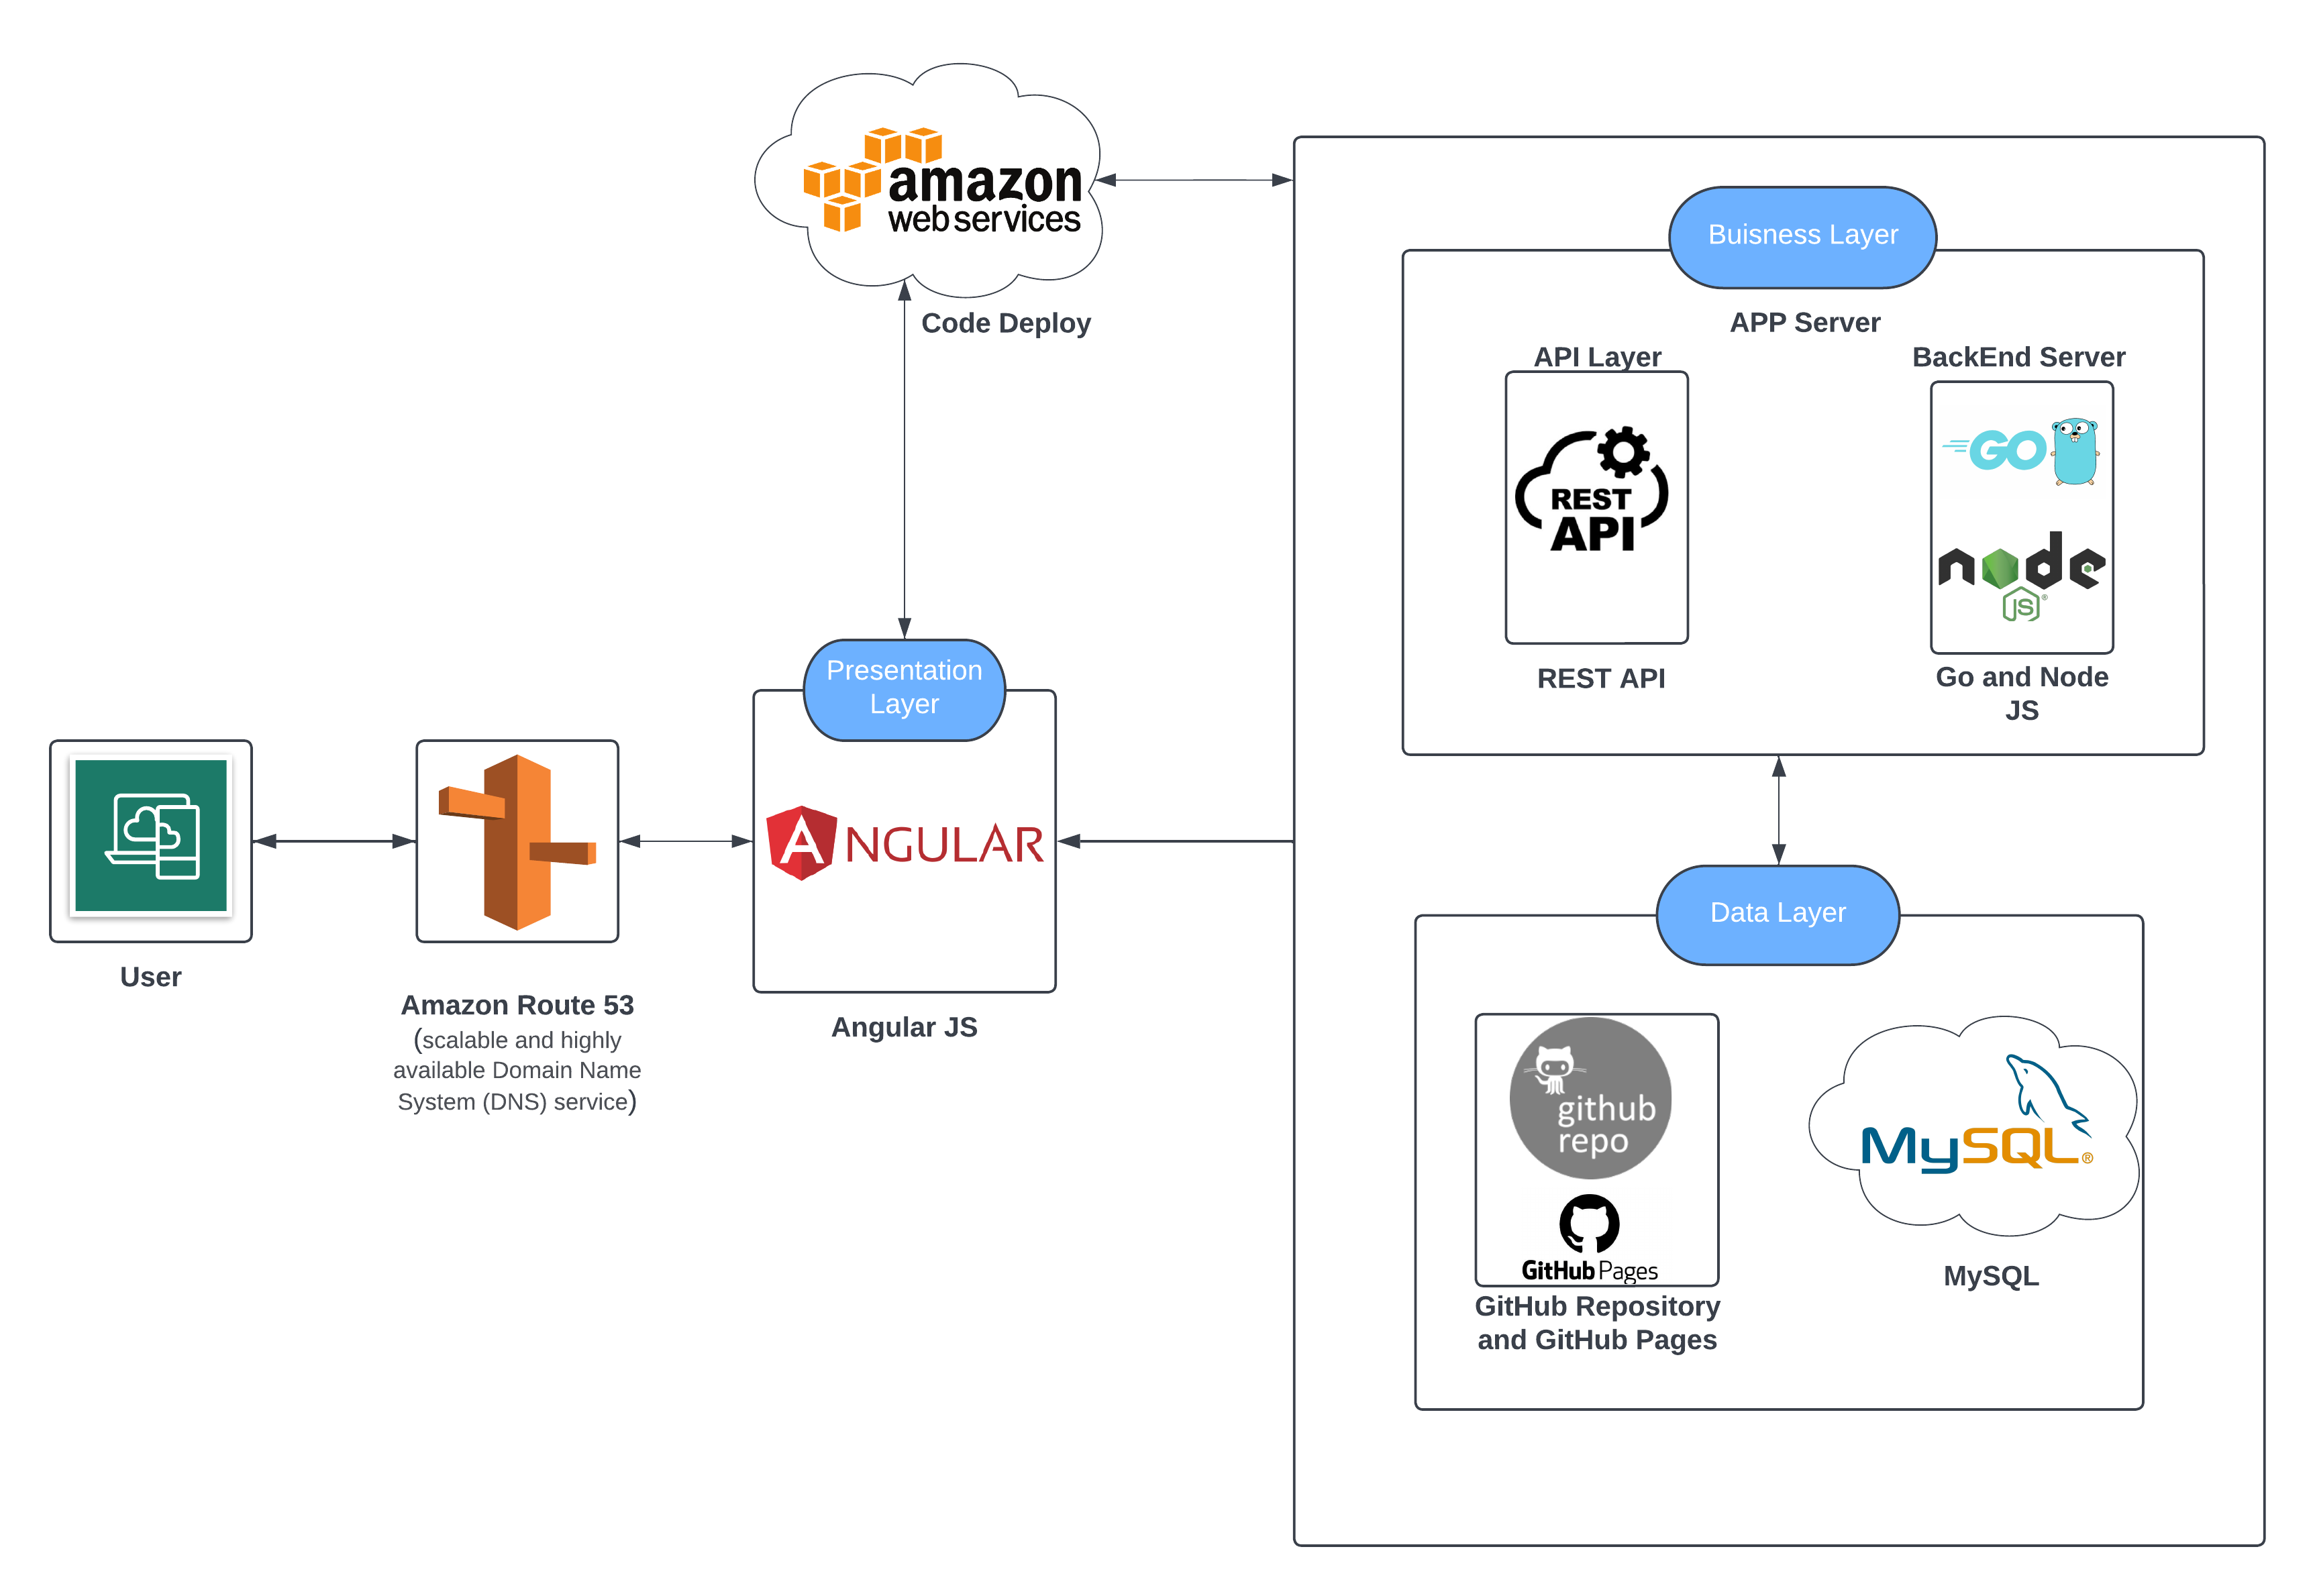 amazon
web services
Code Deploy
Buisness Layer
APP Server
API Layer
REST
API
REST API
BackEnd Server
GO
node
JS®
Go and Node
JS
Presentation
Layer
NGULAR
Angular JS
User
Amazon Route 53
(scalable and highly
available Domain Name
System (DNS) service)
Data Layer
github
repo
GitHub Pages
GitHub Repository
and GitHub Pages
MySQL®
MySQL